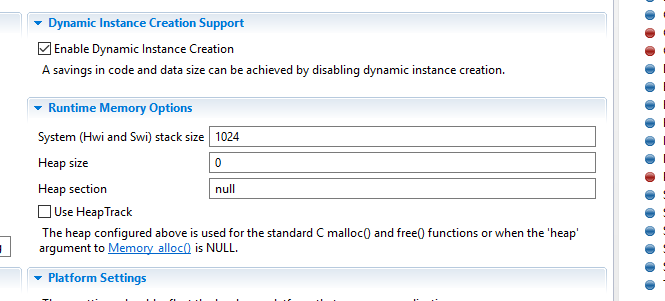 Dynamic Instance Creation Support
Enable Dynamic Instance Creation
A savings in code and data size can be achieved by disabling dynamic instance creation.
Runtime Memory Options
System (Hwi and Swi) stack size 1024
Heap size 0
Heap section null
Use HeapTrack
The heap configured above is used for the standard C malloc() and free() functions or when the 'heap'
argument to Memory_alloc() is NULL.
Platform Settings